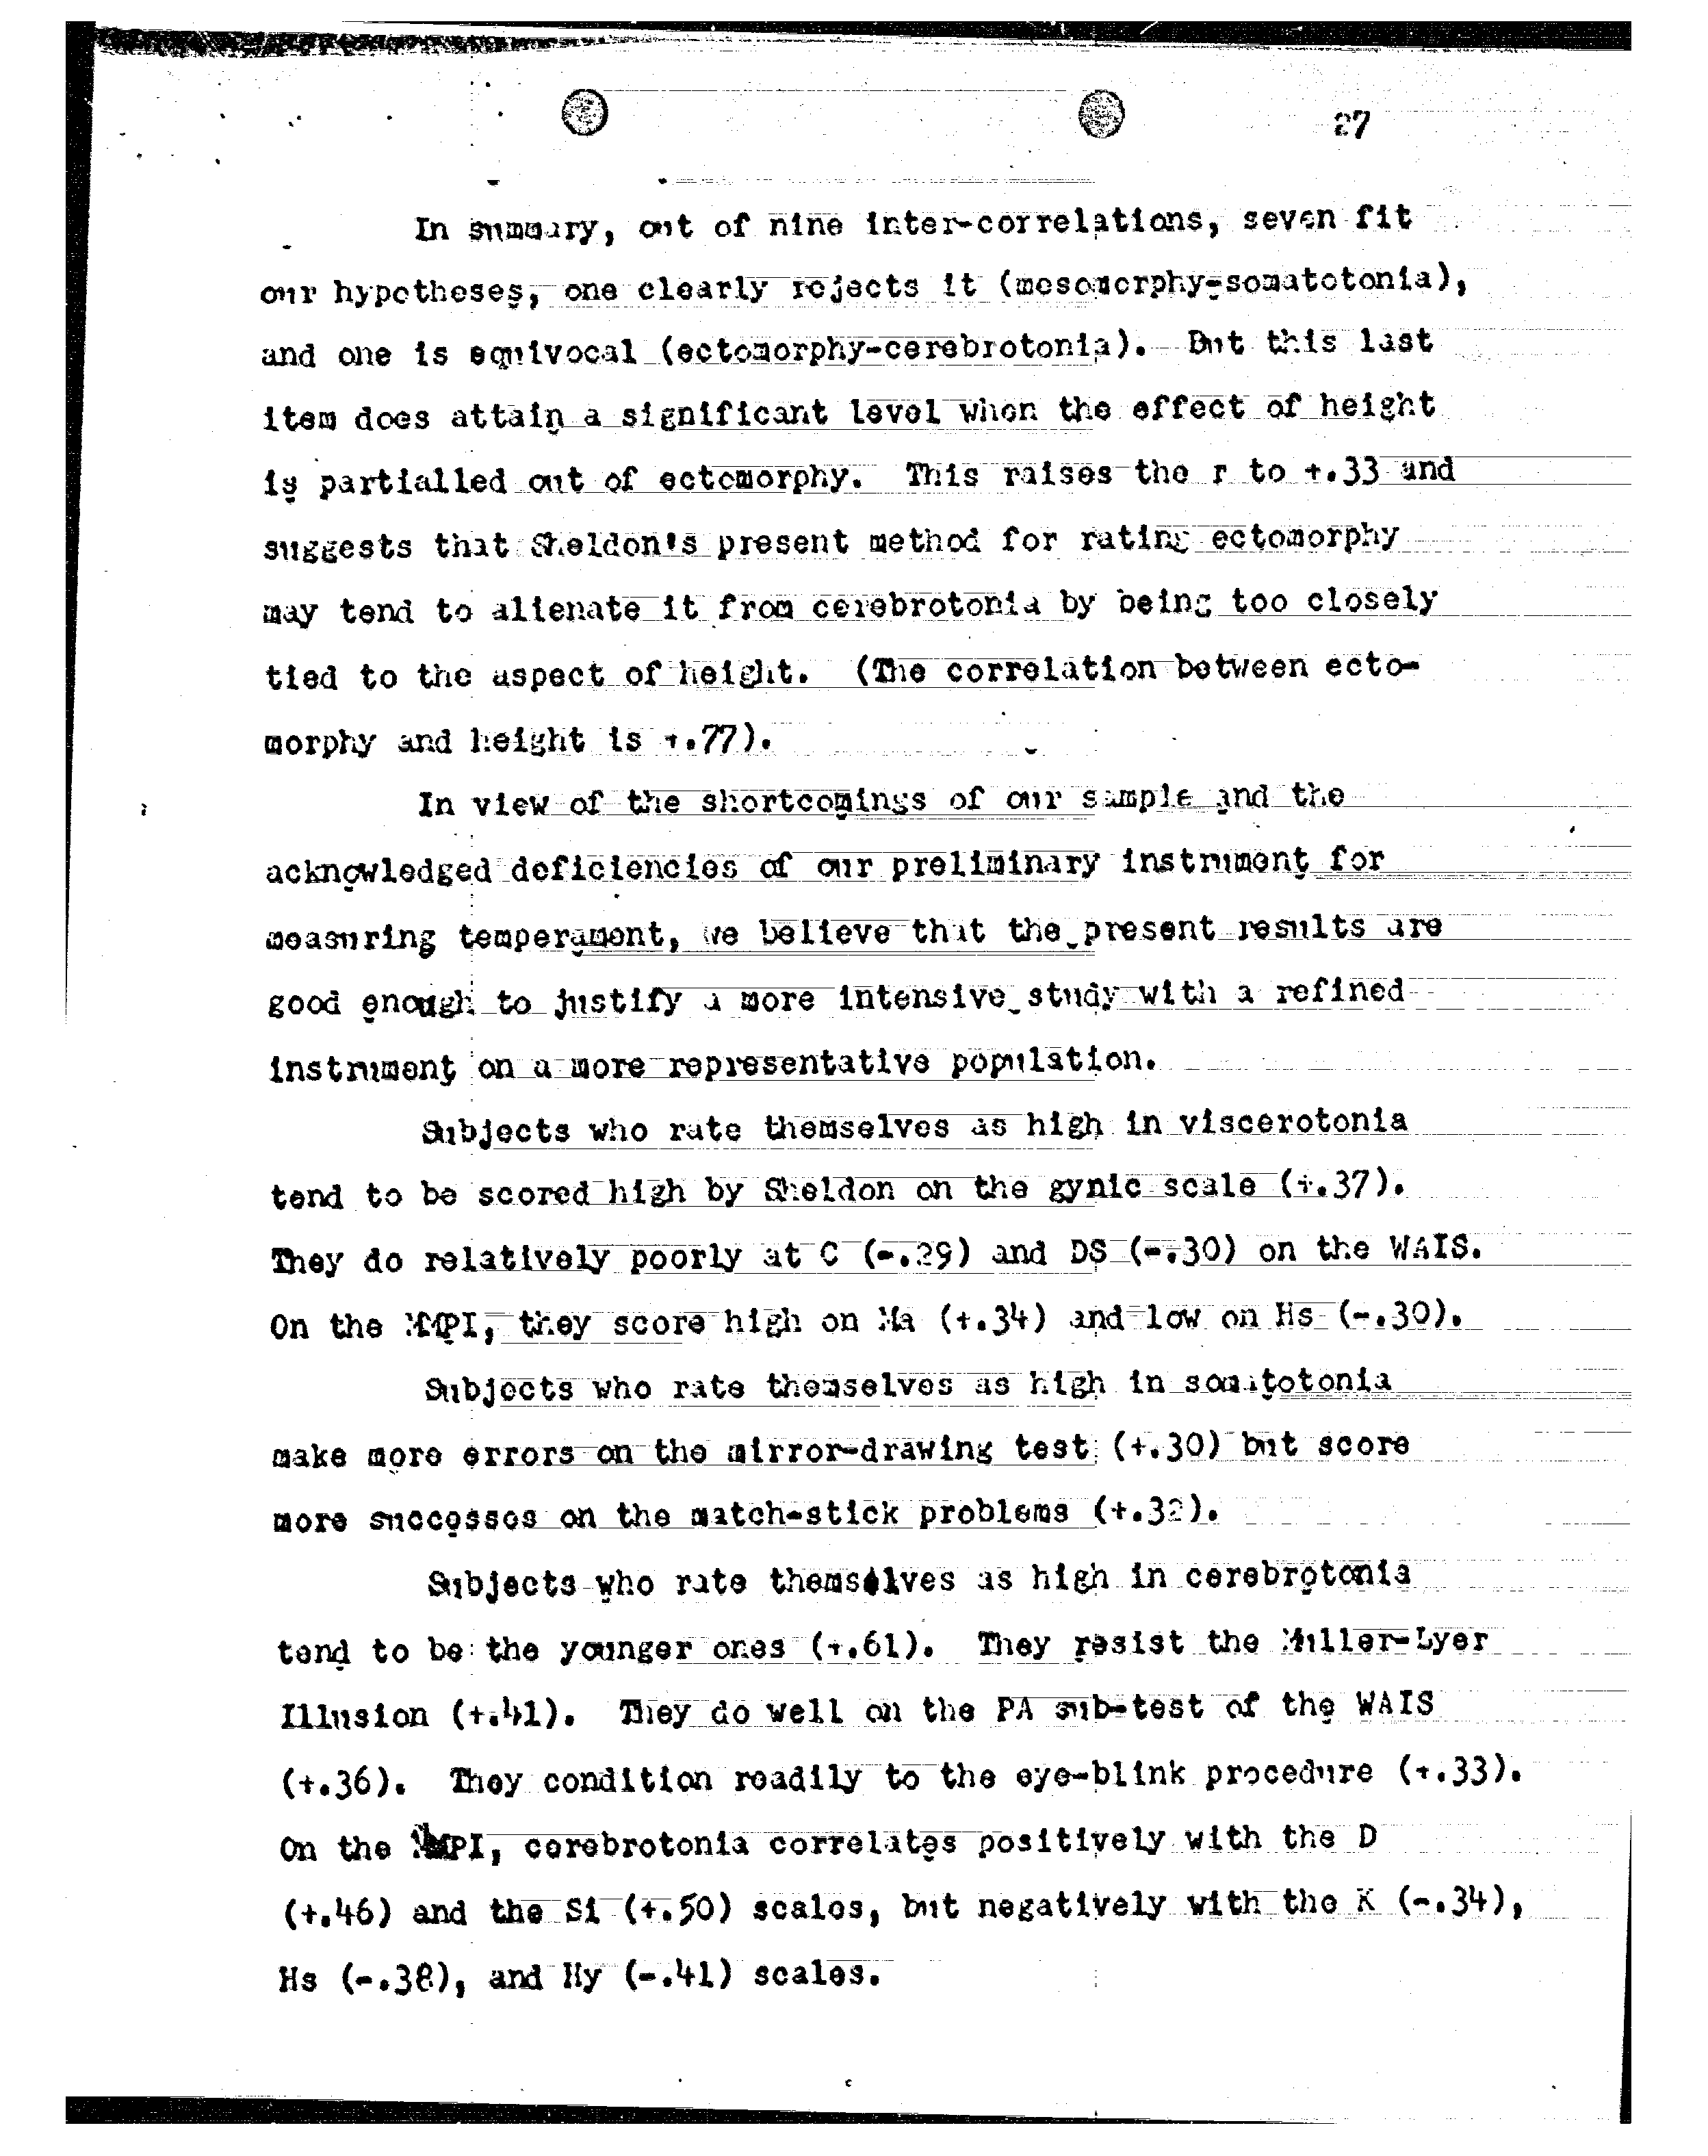 27
In summary, out of nine inter-correlations, seven fit
our hypotheses, one clearly rejects it (mesomorphy-somatotonia),
and one is equivocal (ectomorphy-cerebrotonia). But this last
item does attain a significant level when the effect of height
is partialled out of ectomorphy. This raises the r to +.33 and
suggests that Sheldon's present method for rating ectomorphy
may tend to alienate it from cerebrotonia by being too closely
tied to the aspect of height. (The correlation between ecto-
morphy and height is +.77).
In view of the shortcomings of our sample and the
acknowledged deficiencies of our preliminary instrument for
measuring temperament, we believe that the present results are
good enough to justify a more intensive study with a refined
instrument on a more representative population.
Subjects who rate themselves as high in viscerotonia
tend to be scored high by Sheldon on the gynic scale (+.37).
They do relatively poorly at C (-.29) and DS (-.30) on the WAIS.
On the MMPI, they score high on Ma (+.34) and low on Hs (-.30).
Subjects who rate themselves as high in somatotonia
make more errors on the mirror-drawing test (+.30) but score
more successes on the match-stick problems (+.32).
Subjects who rate themselves as high in cerebrotonia
tend to be the younger ones (+.61). They resist the Miller-Lyer
Illusion (+.41). They do well on the PA sub-test of the WAIS
(+.36). They condition readily to the eye-blink procedure (+.33).
On the MMPI, cerebrotonia correlates positively with the D
(+.46) and the Si (+.50) scales, but negatively with the K (-.34),
Hs (-.38), and Hy (-.41) scales.